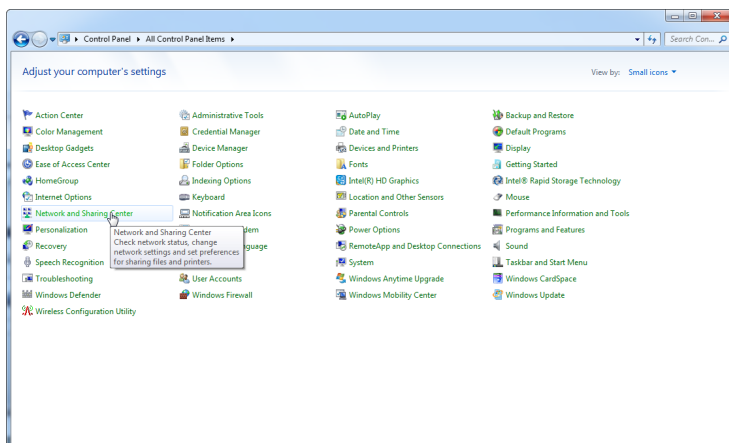 Control Panel All Control Panel Items
Search Con...
Adjust your computer's settings
View by: Small icons
Action Center
Administrative Tools
AutoPlay
Backup and Restore
Color Management
Credential Manager
Date and Time
Default Programs
Desktop Gadgets
Device Manager
Devices and Printers
Display
Ease of Access Center
Folder Options
Fonts
Getting Started
HomeGroup
Indexing Options
Intel(R) HD Graphics
Intel® Rapid Storage Technology
Internet Options
Keyboard
Location and Other Sensors
Mouse
Network and Sharing Center
Notification Area Icons
Parental Controls
Performance Information and Tools
Personalization
Power Options
Programs and Features
Network and Sharing Center
Check network status, change
network settings and set preferences
for sharing files and printers.
Recovery
RemoteApp and Desktop Connections
Sound
Speech Recognition
System
Taskbar and Start Menu
Troubleshooting
User Accounts
Windows Anytime Upgrade
Windows CardSpace
Windows Defender
Windows Firewall
Windows Mobility Center
Windows Update
Wireless Configuration Utility